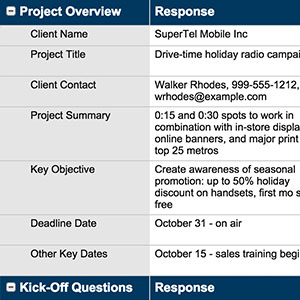 Project Overview Response
Client Name SuperTel Mobile Inc
Project Title Drive-time holiday radio campai
Client Contact Walker Rhodes, 999-555-1212,
wrhodes@example.com
Project Summary 0:15 and 0:30 spots to work in
combination with in-store displa
online banners, and major print
top 25 metros
Key Objective Create awareness of seasonal
promotion: up to 50% holiday
discount on handsets, first mo s
free
Deadline Date October 31 - on air
Other Key Dates October 15 - sales training begi
Kick-Off Questions Response